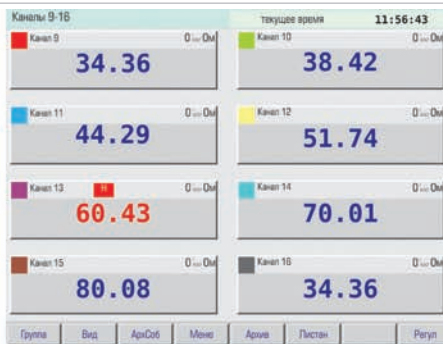 Каналы 9-16 текущее время 11:56:43
Канал 9 0 Ом Канал 10 0 Ом
34.36 38.42
Канал 11 0 Ом Канал 12 0 Ом
44.29 51.74
Канал 13 H 0 Ом Канал 14 0 Ом
60.43 70.01
Канал 15 0 Ом Канал 16 0 Ом
80.08 34.36
Группа Вид АрхСоб Меню Архив Листан Регул